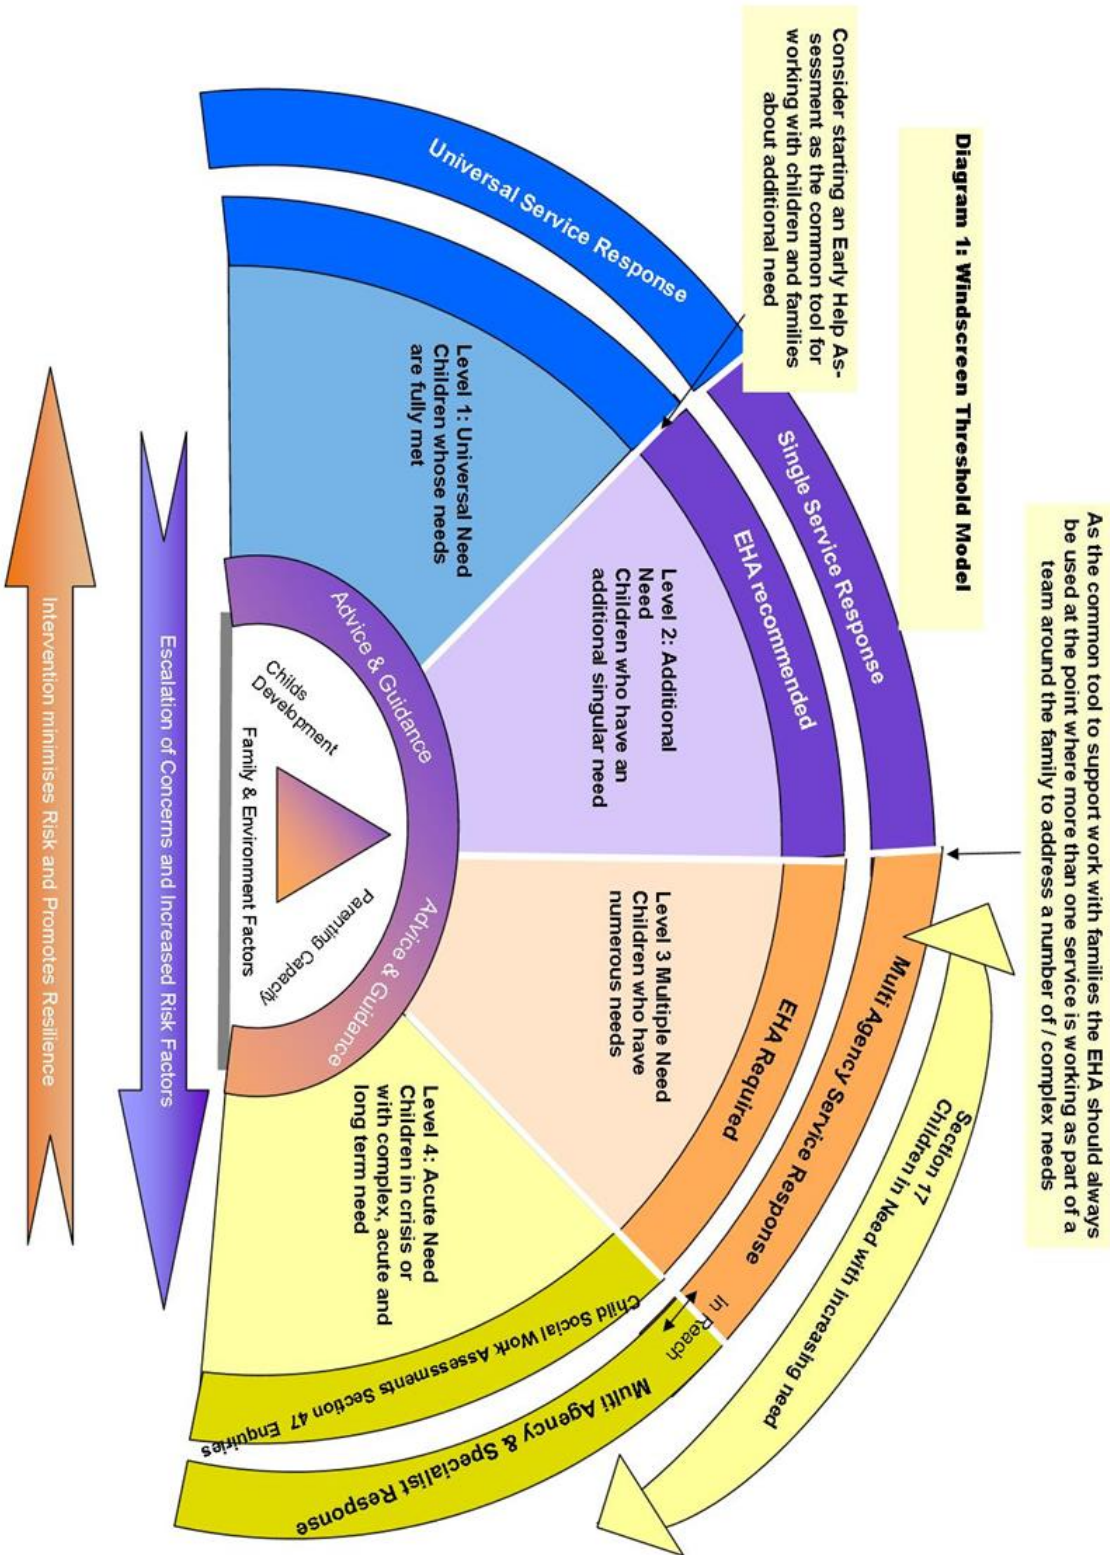 Diagram 1: Windscreen Threshold Model
As the common tool to support work with families the EHA should always
be used at the point where more than one service is working as part of a
team around the family to address a number of / complex needs
Consider starting an Early Help As-
sessment as the common tool for
working with children and families
about additional need
Universal Service Response
Single Service Response
Multi Agency Service Response
Section 17
Children in Need with increasing need
In Reach
Multi Agency & Specialist Response
EHA recommended
EHA Required
Child Social Work Assessments Section 47 Enquiries
Level 1: Universal Need
Children whose needs
are fully met
Level 2: Additional
Need
Children who have an
additional singular need
Level 3 Multiple Need
Children who have
numerous needs
Level 4: Acute Need
Children in crisis or
with complex, acute and
long term need
Advice & Guidance
Advice & Guidance
Childs
Development
Parenting Capacity
Family & Environment Factors
Escalation of Concerns and Increased Risk Factors
Intervention minimises Risk and Promotes Resilience